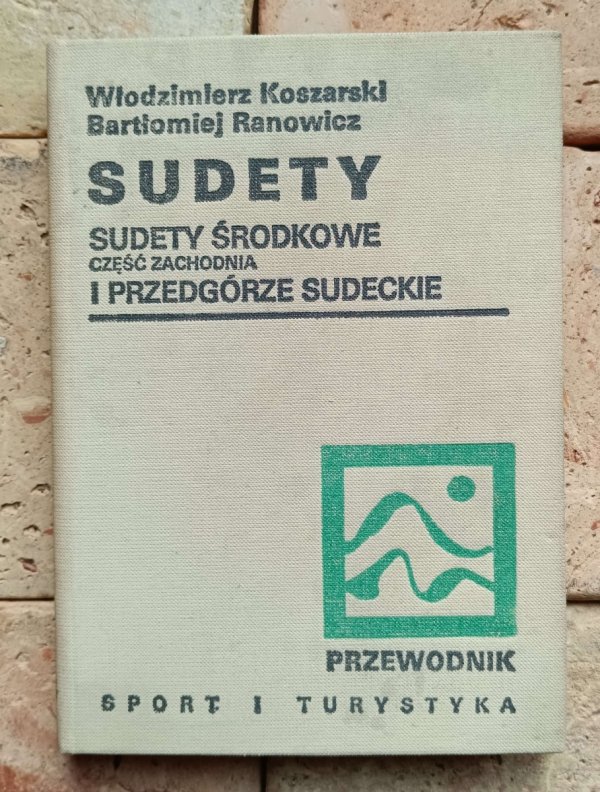 Włodzimierz Koszarski
Bartłomiej Ranowicz
SUDETY
SUDETY ŚRODKOWE
CZĘŚĆ ZACHODNIA
I PRZEDGÓRZE SUDECKIE
PRZEWODNIK
SPORT I TURYSTYKA